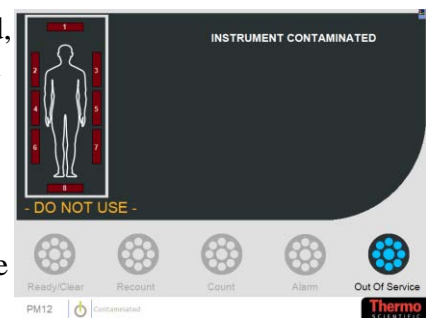 INSTRUMENT CONTAMINATED
1
2
3
4
5
6
7
8
- DO NOT USE -
e
Ready/Clear
Recount
Count
Alarm
Out Of Service
PM12
Contaminated
Thermo
SCIENTIFIC